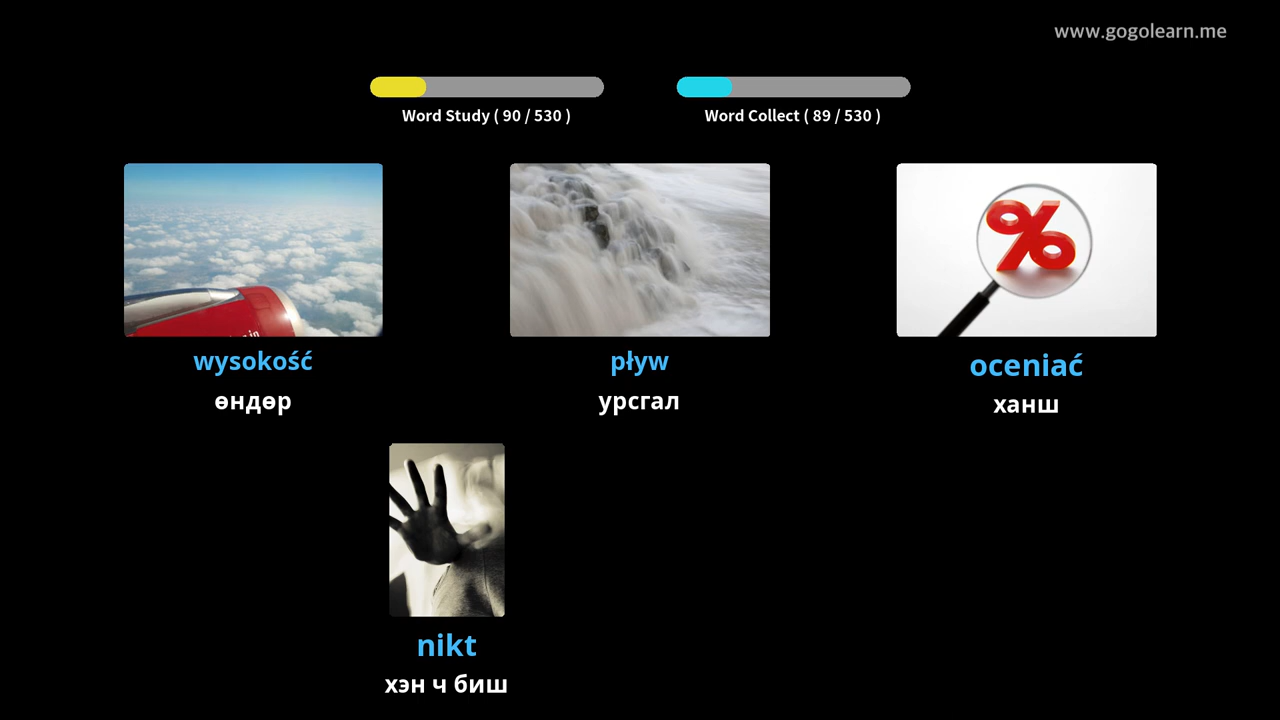 www.gogolearn.me
Word Study ( 90 / 530 )
Word Collect ( 89 / 530 )
wysokość
өндөр
pływ
урсгал
oceniać
ханш
nikt
хэн ч биш